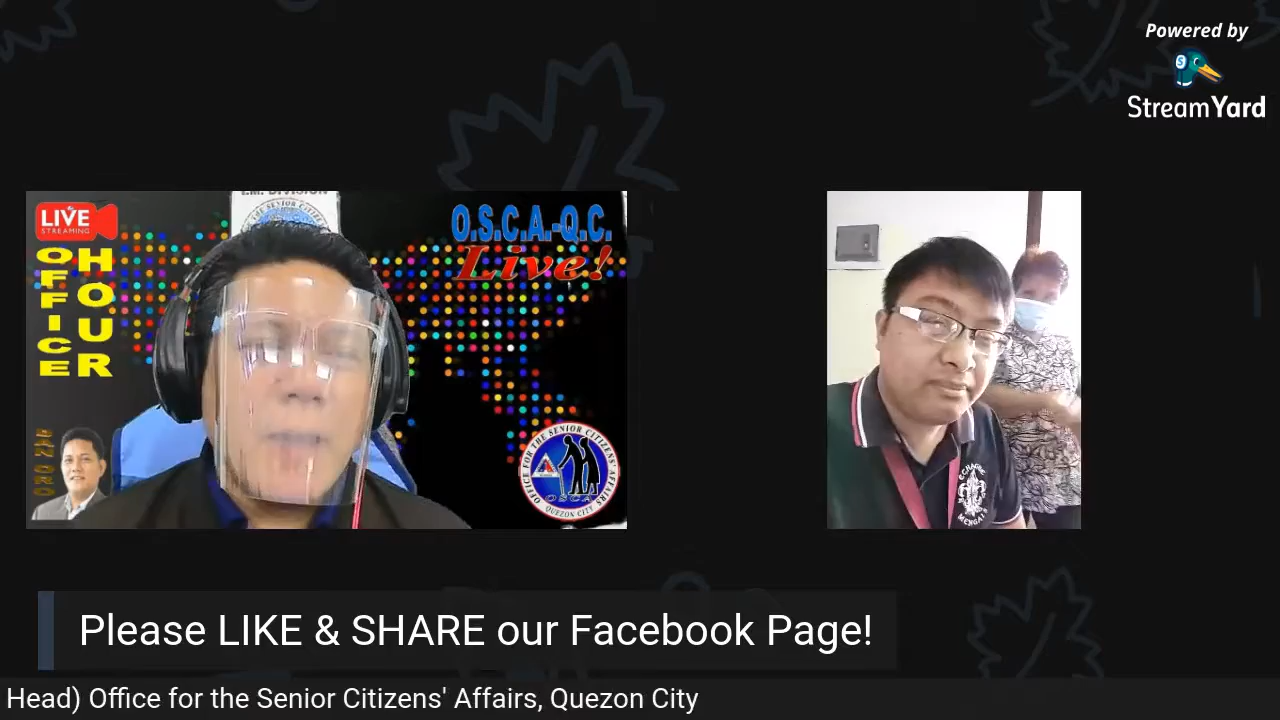 Powered by
StreamYard
LIVE
STREAMING
OFFICE
HOUR
O.S.C.A.-Q.C.
Live!
OFFICE FOR THE SENIOR CITIZENS' AFFAIRS
OSCA
QUEZON CITY
Please LIKE & SHARE our Facebook Page!
Head) Office for the Senior Citizens' Affairs, Quezon City